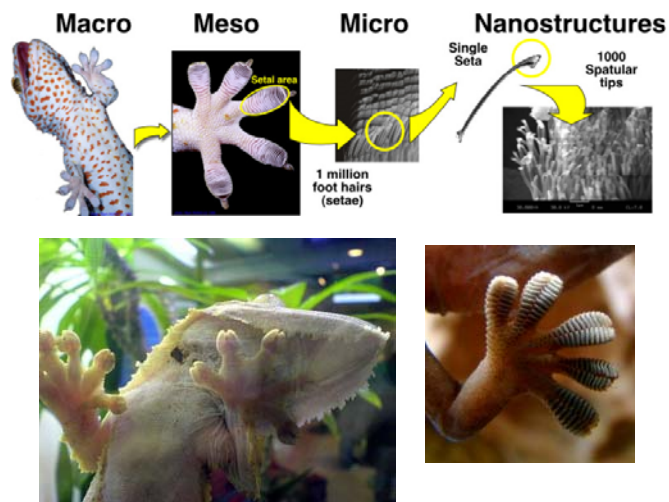 Macro
Meso
Micro
Nanostructures
Setal area
Single
Seta
1000
Spatular
tips
1 million
foot hairs
(setae)